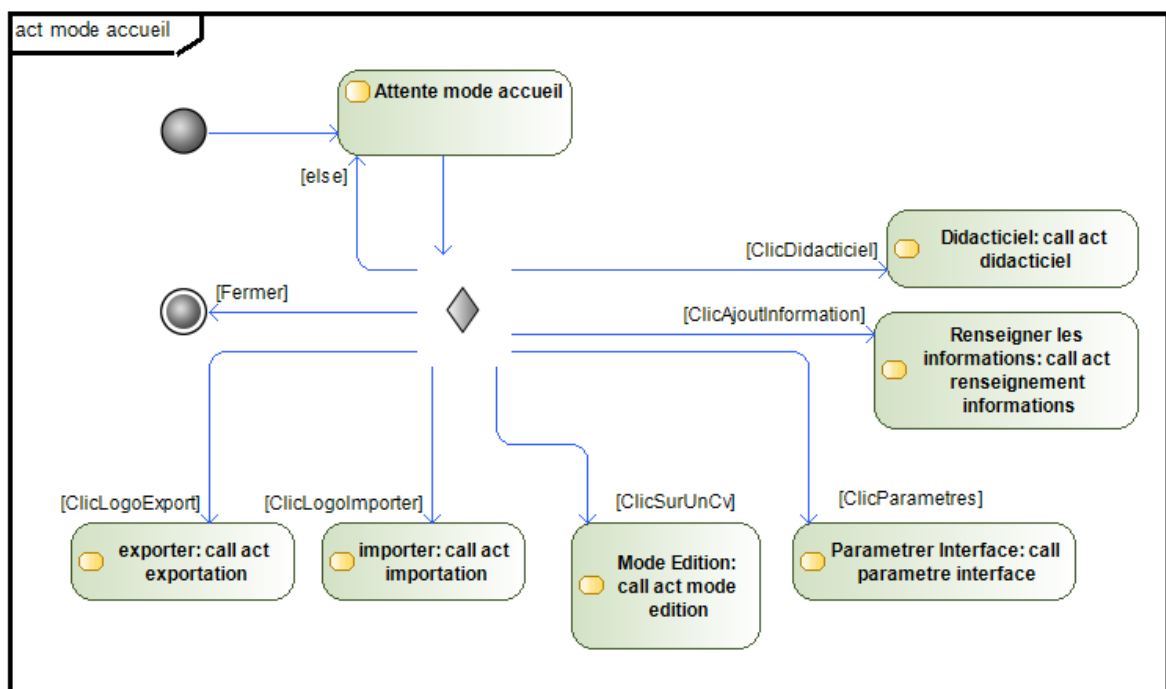 act mode accueil
Attente mode accueil
[else]
[ClicDidacticiel]
Didacticiel: call act
didacticiel
[Fermer]
[ClicAjoutInformation]
Renseigner les
informations: call act
renseignement
informations
[ClicLogoExport]
[ClicLogoImporter]
[ClicSurUnCv]
[ClicParametres]
exporter: call act
exportation
importer: call act
importation
Mode Edition:
call act mode
edition
Parametrer Interface: call
parametre interface